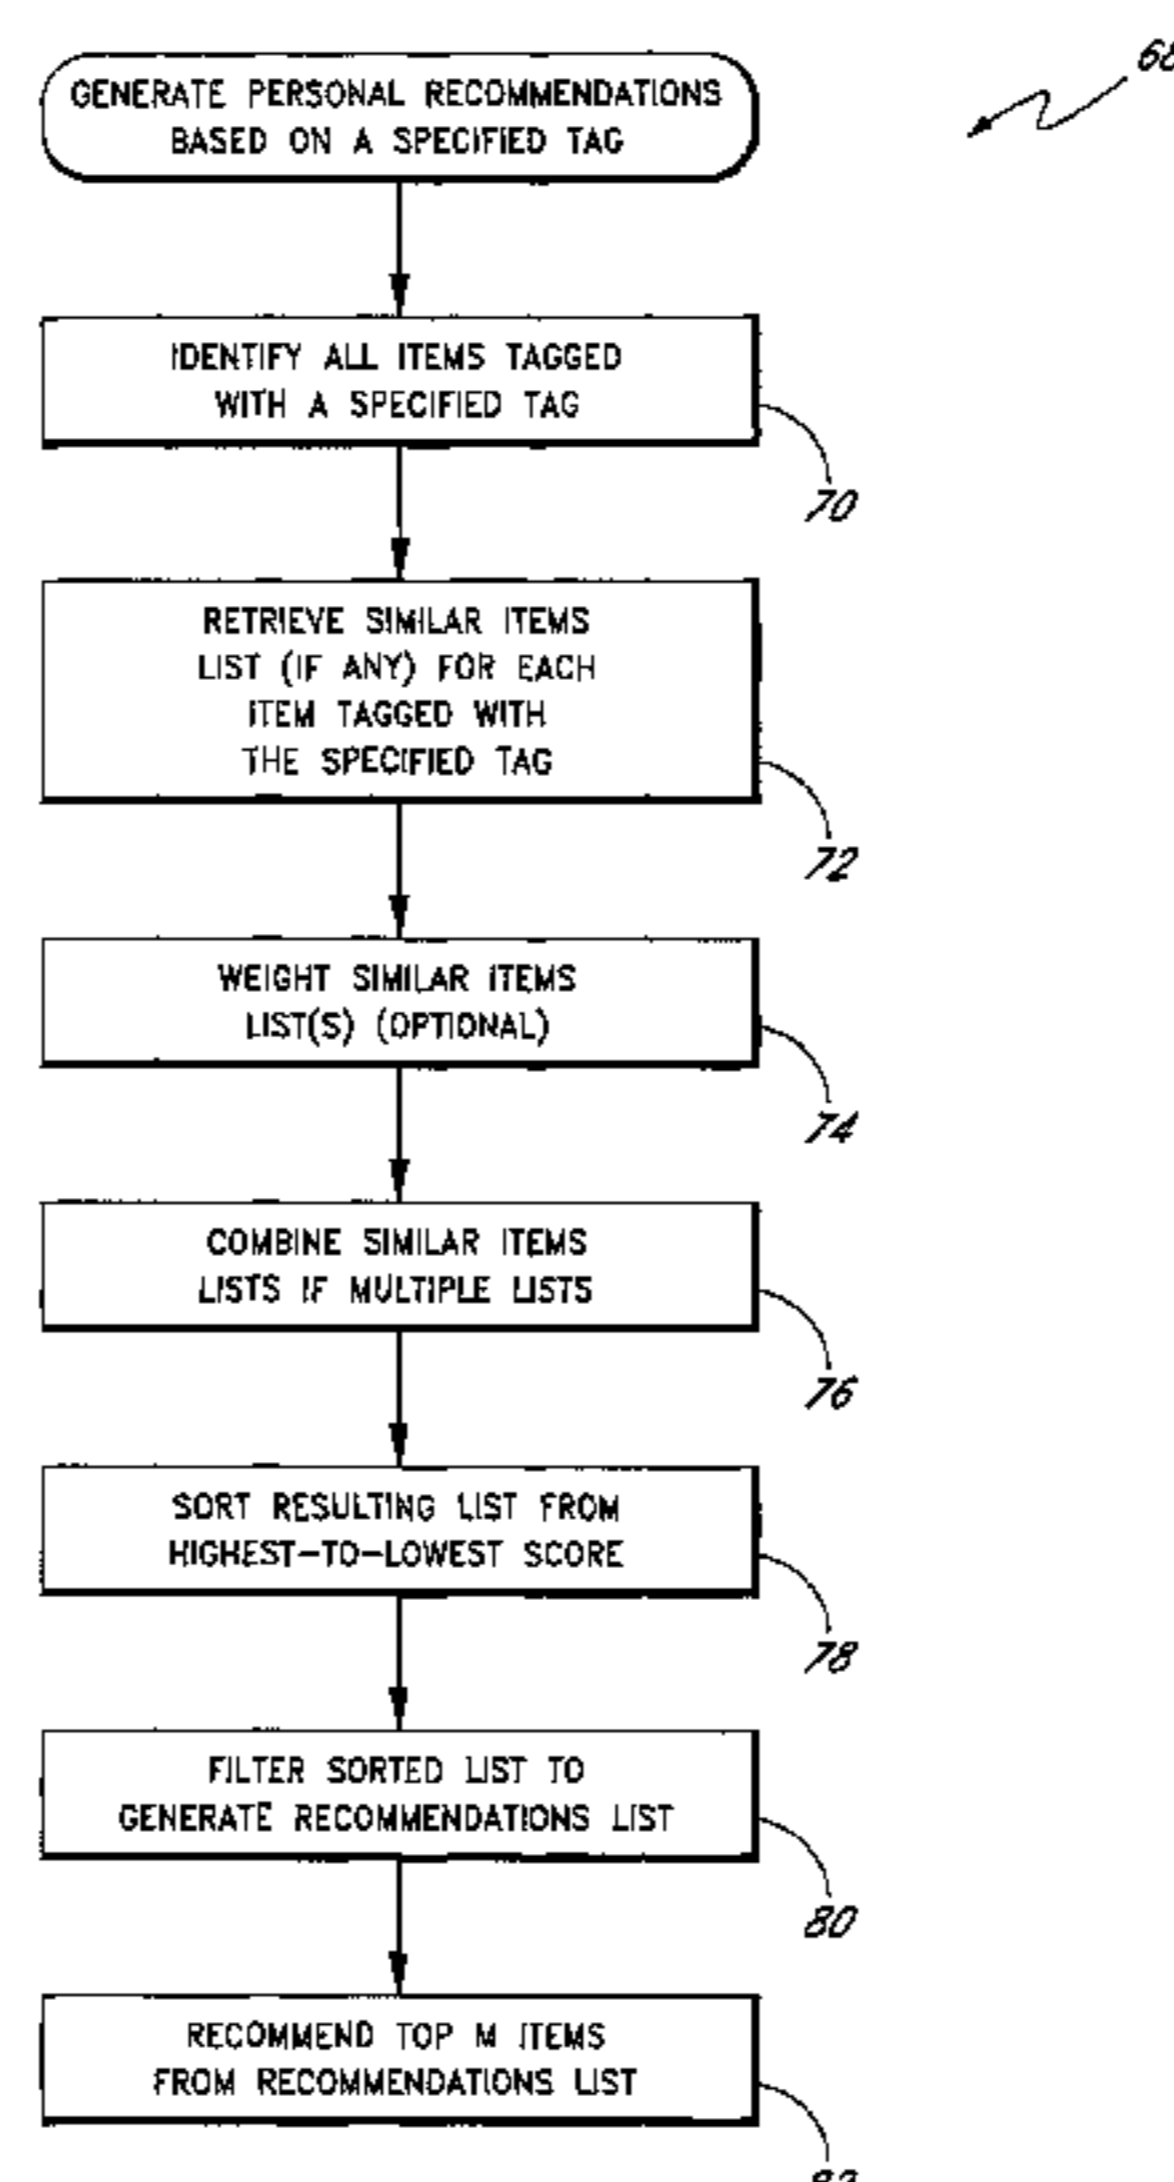 68
GENERATE PERSONAL RECOMMENDATIONS
BASED ON A SPECIFIED TAG
IDENTIFY ALL ITEMS TAGGED
WITH A SPECIFIED TAG
70
RETRIEVE SIMILAR ITEMS
LIST (IF ANY) FOR EACH
ITEM TAGGED WITH
THE SPECIFIED TAG
72
WEIGHT SIMILAR ITEMS
LIST(S) (OPTIONAL)
74
COMBINE SIMILAR ITEMS
LISTS IF MULTIPLE LISTS
76
SORT RESULTING LIST FROM
HIGHEST-TO-LOWEST SCORE
78
FILTER SORTED LIST TO
GENERATE RECOMMENDATIONS LIST
80
RECOMMEND TOP M ITEMS
FROM RECOMMENDATIONS LIST